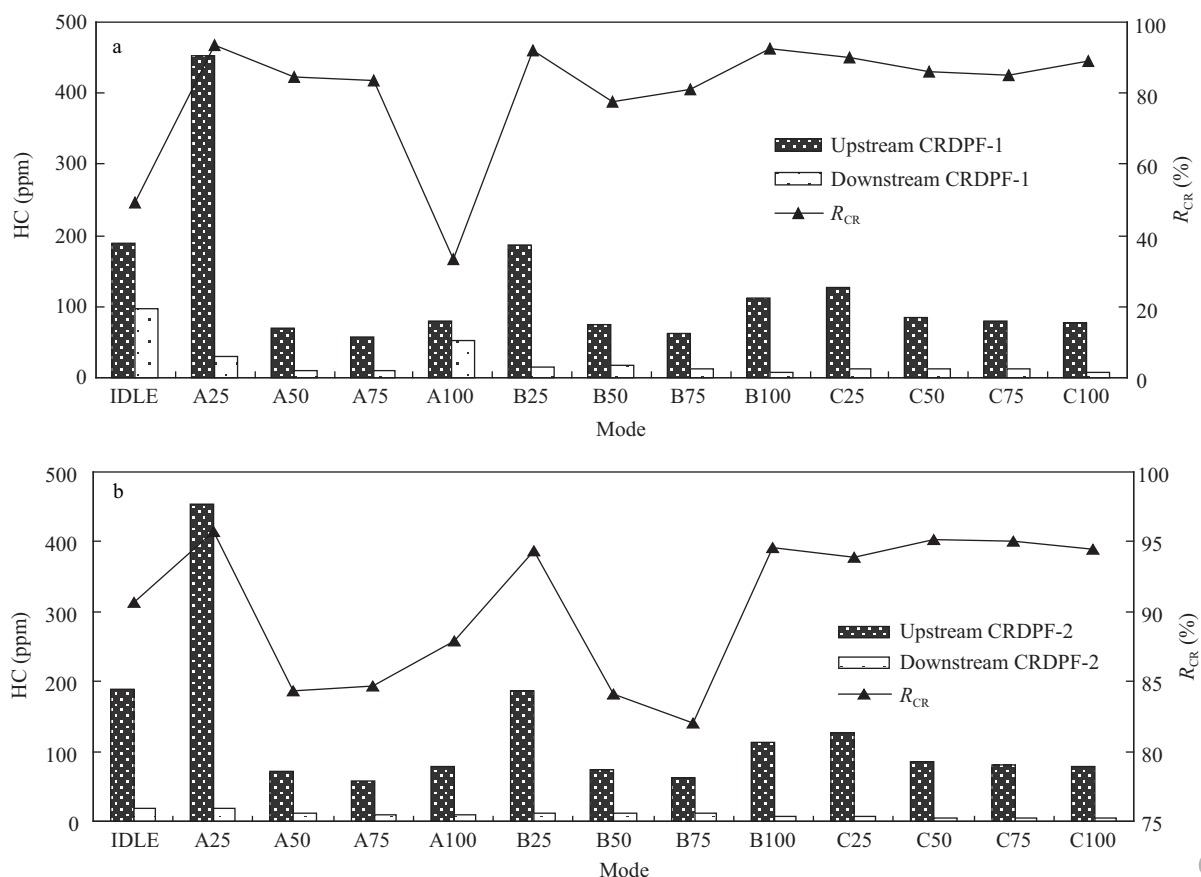 a
500
400
300
200
100
0
HC (ppm)
100
80
60
40
20
0
R_CR (%)
Upstream CRDPF-1
Downstream CRDPF-1
R_CR
IDLE A25 A50 A75 A100 B25 B50 B75 B100 C25 C50 C75 C100
Mode
b
500
400
300
200
100
0
HC (ppm)
100
95
90
85
80
75
R_CR (%)
Upstream CRDPF-2
Downstream CRDPF-2
R_CR
IDLE A25 A50 A75 A100 B25 B50 B75 B100 C25 C50 C75 C100
Mode